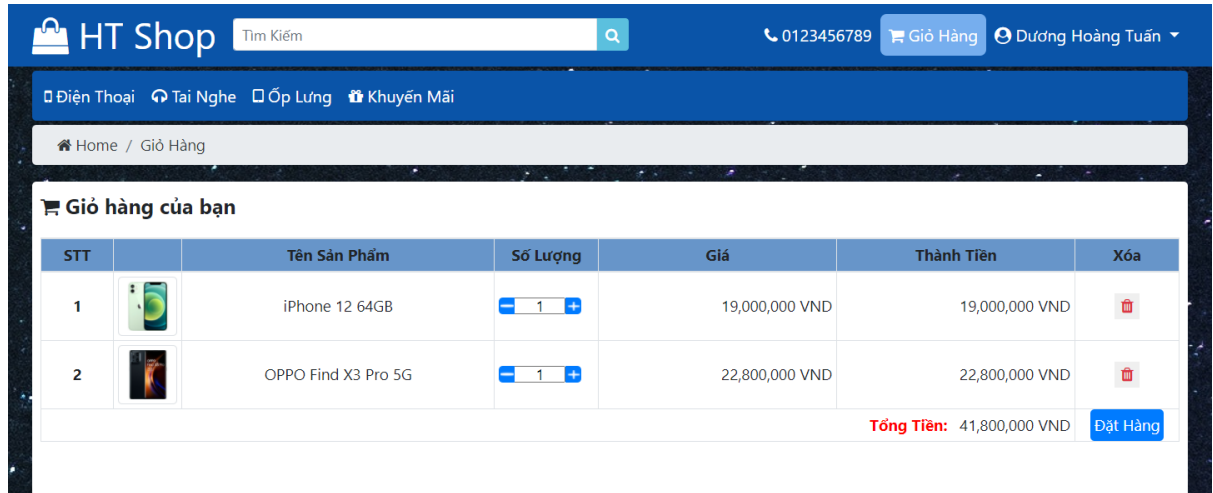 HT Shop Tìm Kiếm 0123456789 Giỏ Hàng Dương Hoàng Tuấn
Điện Thoại Tai Nghe Ốp Lưng Khuyến Mãi
Home / Giỏ Hàng
Giỏ hàng của bạn
STT Tên Sản Phẩm Số Lượng Giá Thành Tiền Xóa
1 iPhone 12 64GB 1 19,000,000 VND 19,000,000 VND
2 OPPO Find X3 Pro 5G 1 22,800,000 VND 22,800,000 VND
Tổng Tiền: 41,800,000 VND Đặt Hàng